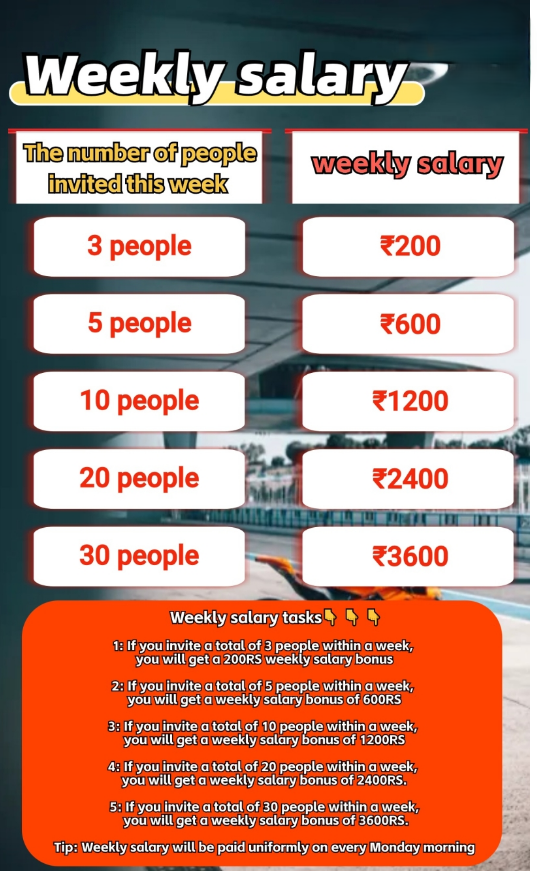 Weekly salary
The number of people
invited this week
weekly salary
3 people
₹200
5 people
₹600
10 people
₹1200
20 people
₹2400
30 people
₹3600
Weekly salary tasks👇👇👇
1: If you invite a total of 3 people within a week,
you will get a 200RS weekly salary bonus
2: If you invite a total of 5 people within a week,
you will get a weekly salary bonus of 600RS
3: If you invite a total of 10 people within a week,
you will get a weekly salary bonus of 1200RS
4: If you invite a total of 20 people within a week,
you will get a weekly salary bonus of 2400RS.
5: If you invite a total of 30 people within a week,
you will get a weekly salary bonus of 3600RS.
Tip: Weekly salary will be paid uniformly on every Monday morning